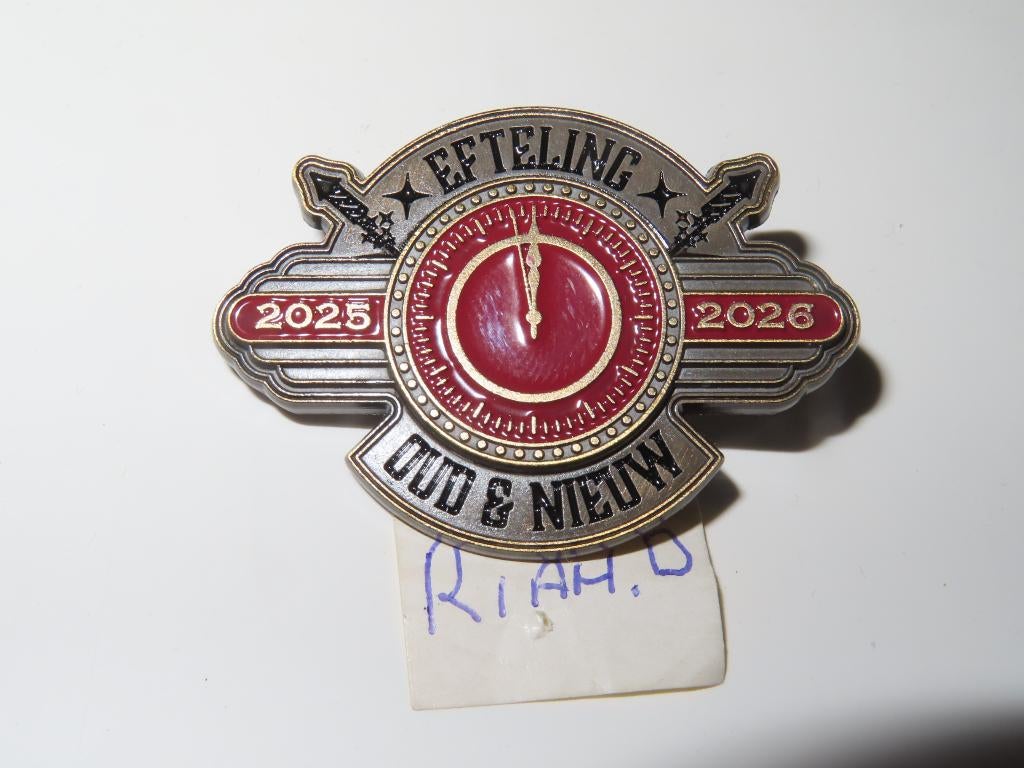 EFTELING
2025 2026
OUD & NIEUW
RIAH.D